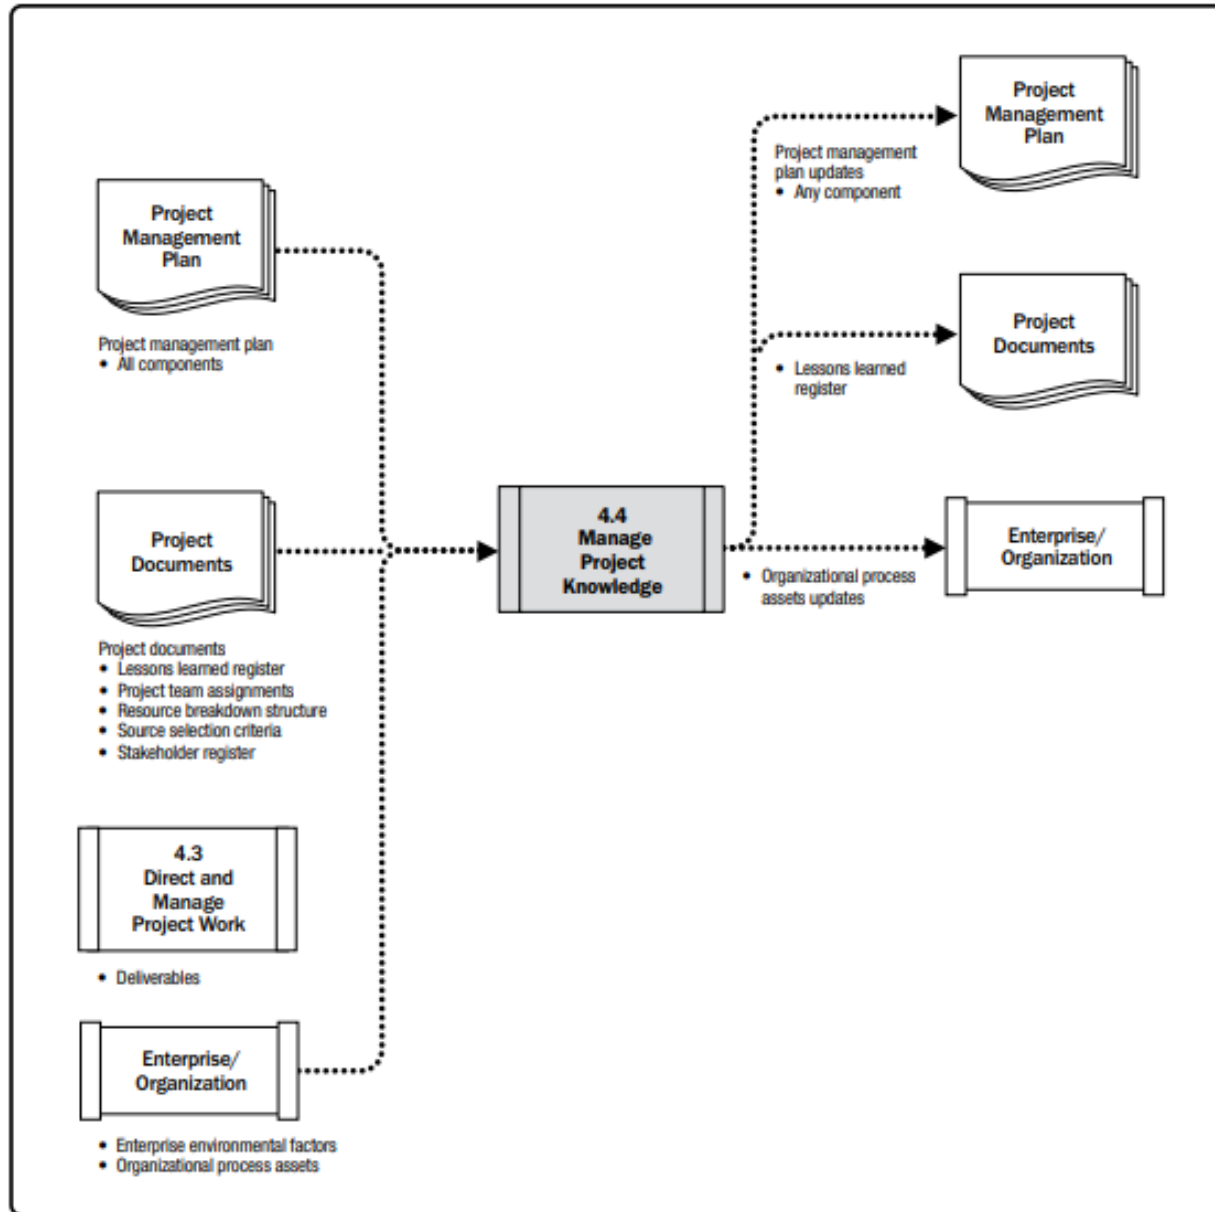 Project
Management
Plan
Project management plan
• All components
Project
Documents
Project documents
• Lessons learned register
• Project team assignments
• Resource breakdown structure
• Source selection criteria
• Stakeholder register
4.3
Direct and
Manage
Project Work
• Deliverables
Enterprise/
Organization
• Enterprise environmental factors
• Organizational process assets
4.4
Manage
Project
Knowledge
Project management
plan updates
• Any component
Project
Management
Plan
• Lessons learned
register
Project
Documents
• Organizational process
assets updates
Enterprise/
Organization